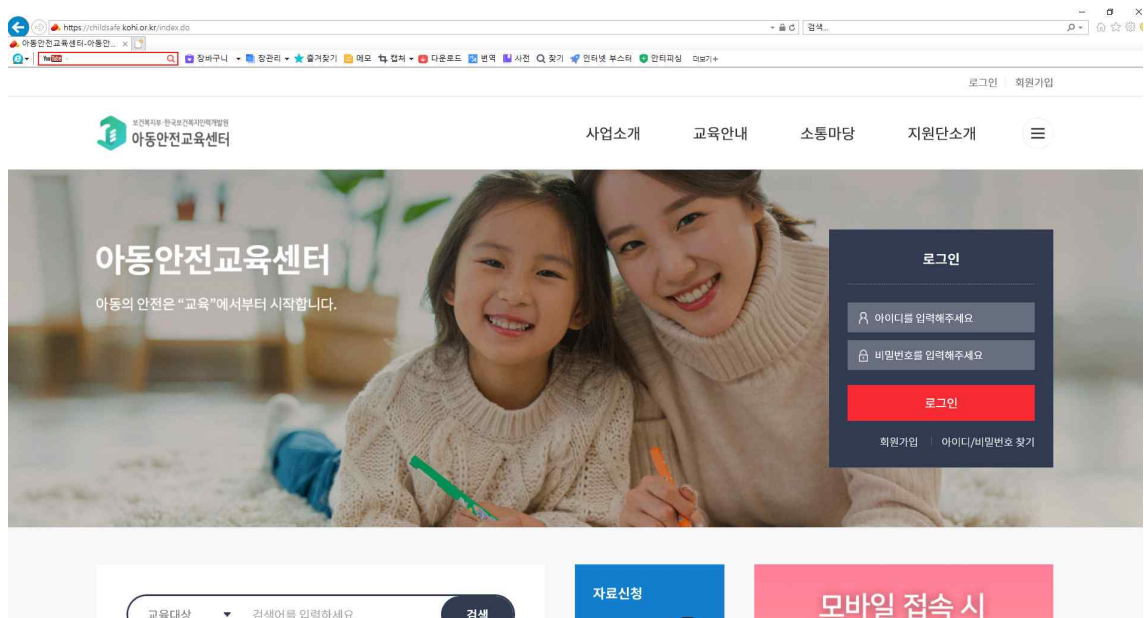 https://childsafe.kohi.or.kr/index.do
검색...
아동안전교육센터-아동안...
YouTube
장바구니 창관리 즐겨찾기 메모 캡처 다운로드 번역 사전 찾기 인터넷 부스터 안티피싱 더보기+
로그인 회원가입
보건복지부·한국보건복지인력개발원
아동안전교육센터
사업소개 교육안내 소통마당 지원단소개
아동안전교육센터
아동의 안전은 “교육”에서부터 시작합니다.
로그인
아이디를 입력해주세요
비밀번호를 입력해주세요
로그인
회원가입 아이디/비밀번호 찾기
교육대상 검색어를 입력하세요 검색
자료신청
모바일 접속 시